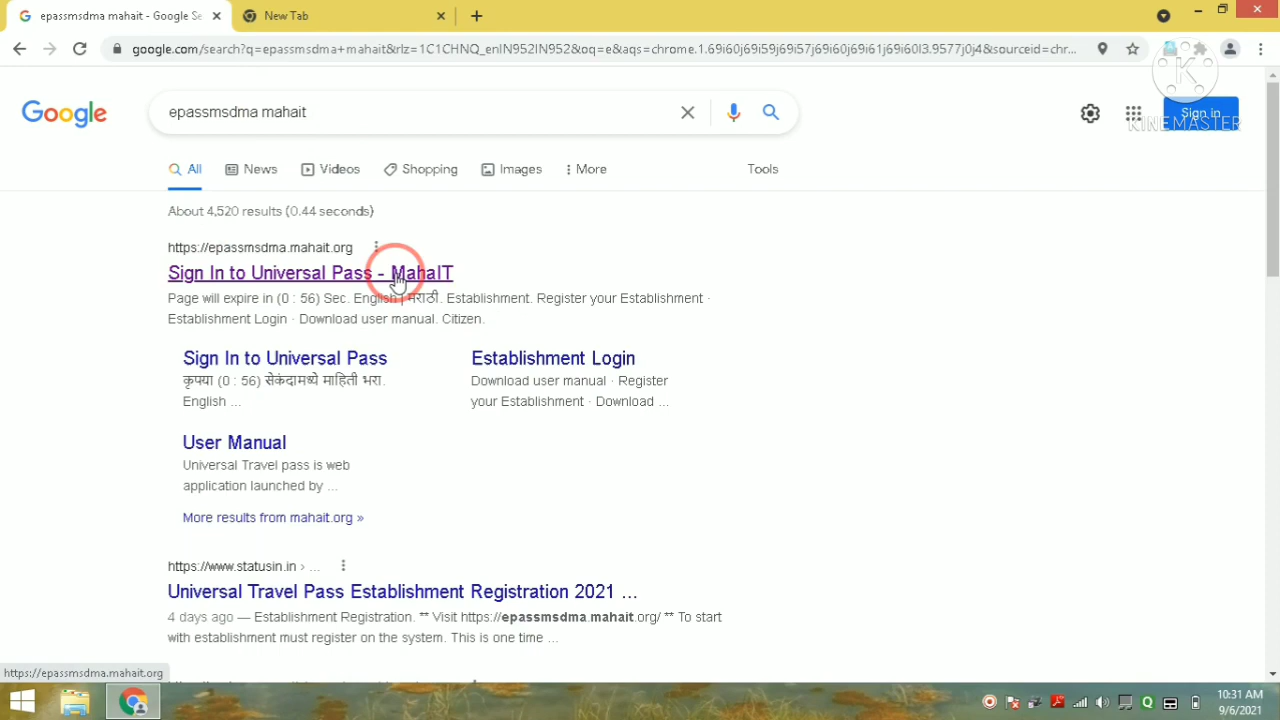 epassmsdma mahait - Google Se
New Tab
google.com/search?q=epassmsdma+mahait&rlz=1C1CHNQ_enIN952IN952&oq=e&aqs=chrome.1.69i60j69i59j69i57j69i60j69i61j69i60l3.9577j0j4&sourceid=chr...
Google
epassmsdma mahait
Sign in
KINEMASTER
All
News
Videos
Shopping
Images
More
Tools
About 4,520 results (0.44 seconds)
https://epassmsdma.mahait.org
Sign In to Universal Pass - MahaIT
Page will expire in (0 : 56) Sec. English | मराठी. Establishment. Register your Establishment ·
Establishment Login · Download user manual. Citizen.
Sign In to Universal Pass
कृप्या (0 : 56) सेकंदामध्ये माहिती भरा.
English ...
Establishment Login
Download user manual · Register
your Establishment · Download ...
User Manual
Universal Travel pass is web
application launched by ...
More results from mahait.org »
https://www.statusin.in › ...
Universal Travel Pass Establishment Registration 2021 ...
4 days ago — Establishment Registration. ** Visit https://epassmsdma.mahait.org/ ** To start
with establishment must register on the system. This is one time ...
https://epassmsdma.mahait.org
10:31 AM
9/6/2021